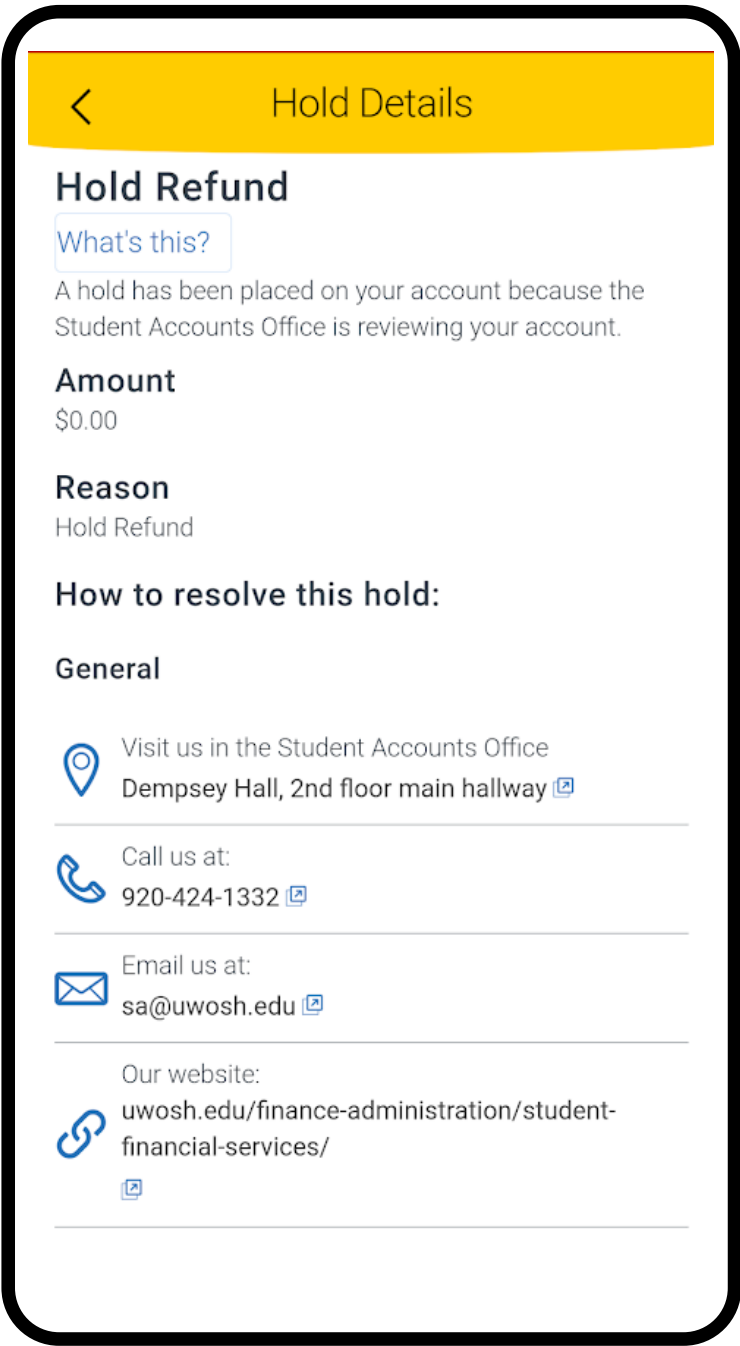 Hold Details
Hold Refund
What's this?
A hold has been placed on your account because the
Student Accounts Office is reviewing your account.
Amount
$0.00
Reason
Hold Refund
How to resolve this hold:
General
Visit us in the Student Accounts Office
Dempsey Hall, 2nd floor main hallway
Call us at:
920-424-1332
Email us at:
sa@uwosh.edu
Our website:
uwosh.edu/finance-administration/student-
financial-services/